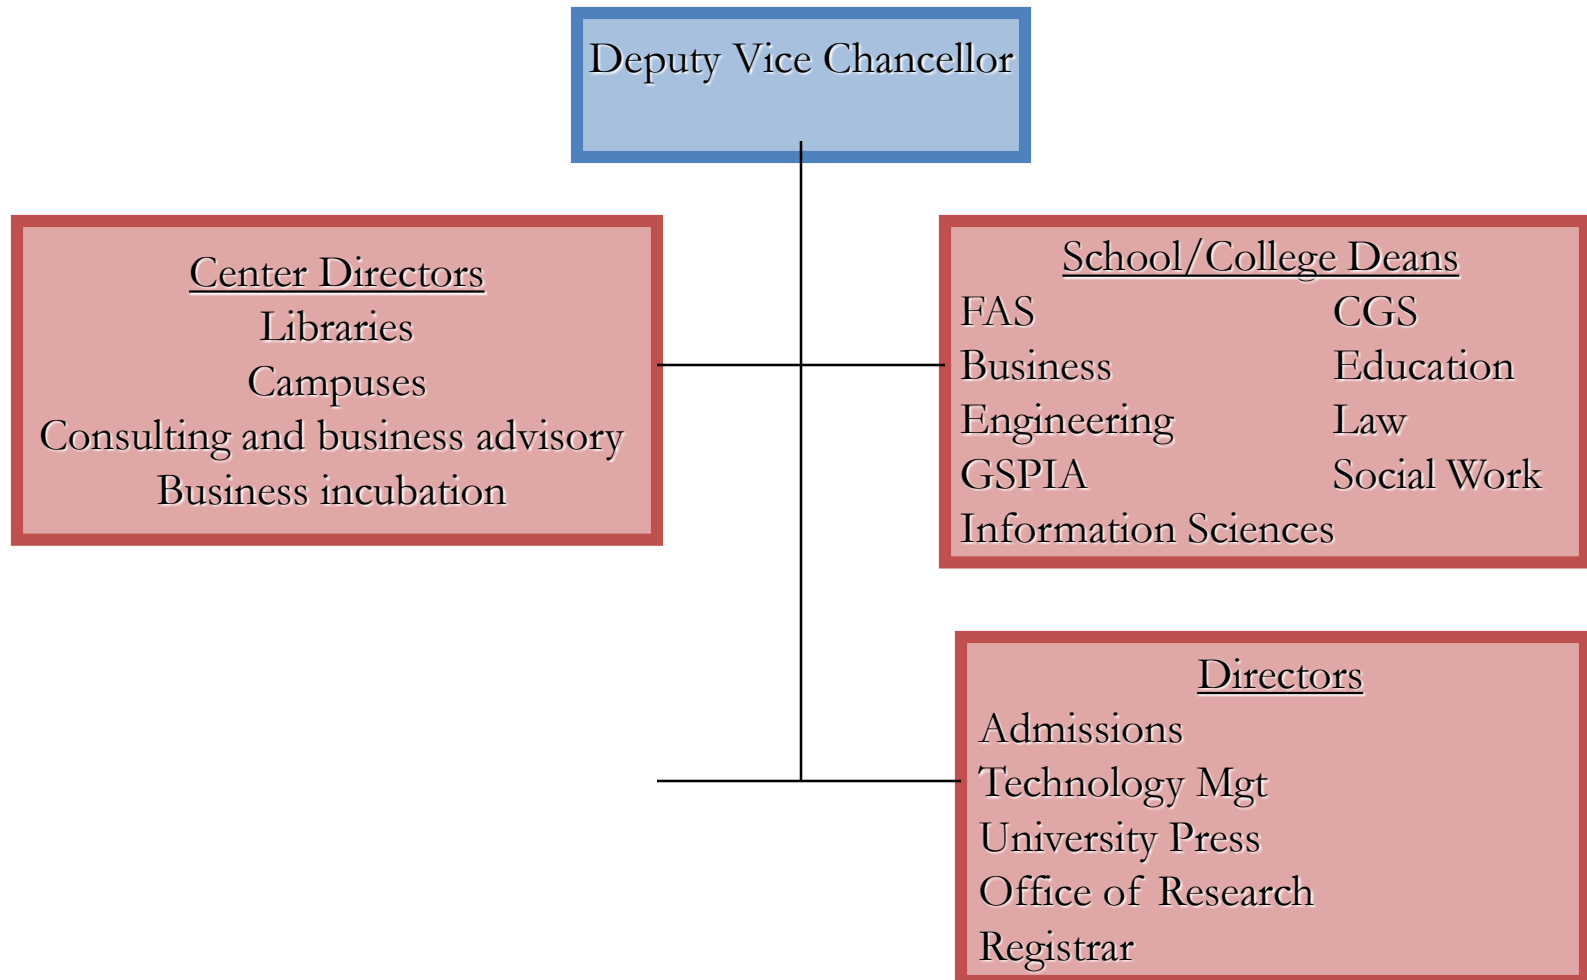 Deputy Vice Chancellor
Center Directors
Libraries
Campuses
Consulting and business advisory
Business incubation
School/College Deans
FAS CGS
Business Education
Engineering Law
GSPIA Social Work
Information Sciences
Directors
Admissions
Technology Mgt
University Press
Office of Research
Registrar